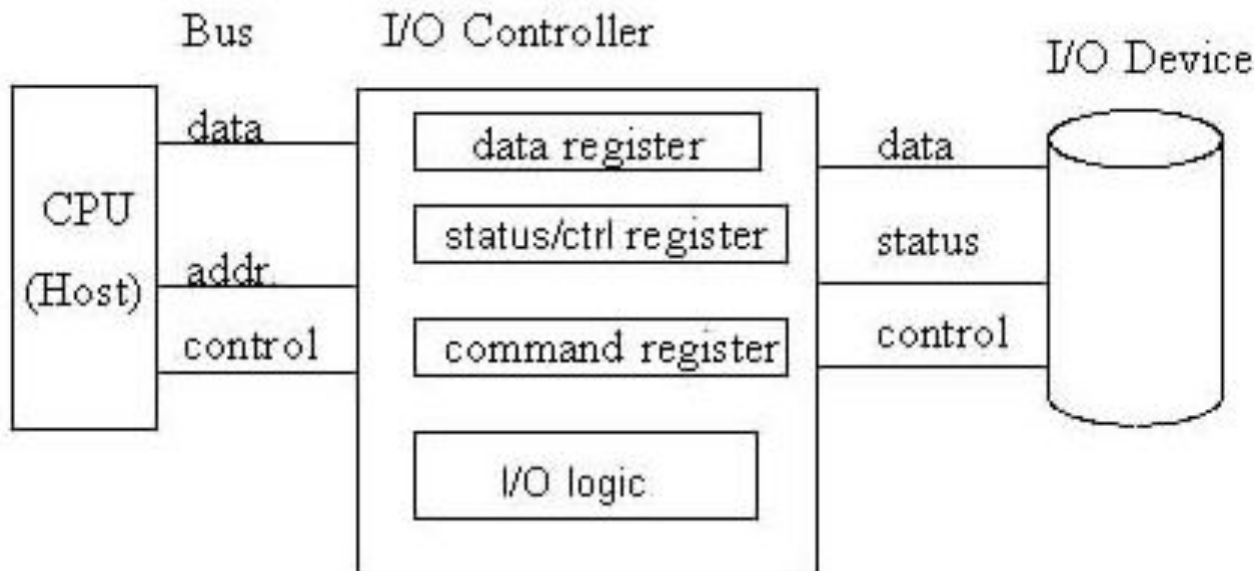 Bus
I/O Controller
I/O Device
CPU
(Host)
data
addr.
control
data register
status/ctrl register
command register
I/O logic
data
status
control